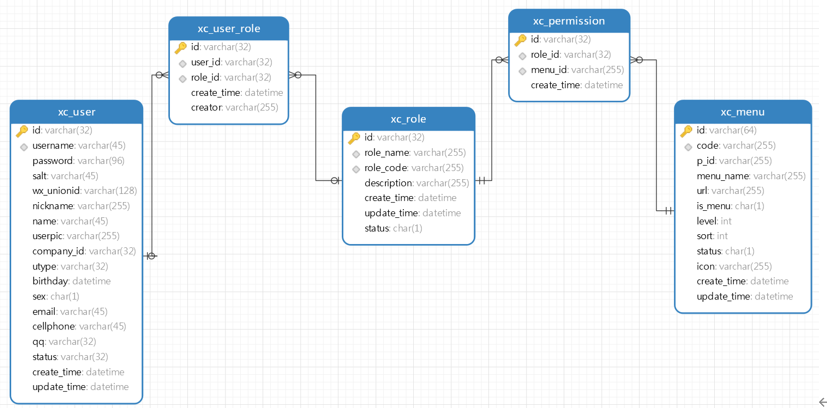 xc_user
id: varchar(32)
username: varchar(45)
password: varchar(96)
salt: varchar(45)
wx_unionid: varchar(128)
nickname: varchar(255)
name: varchar(45)
userpic: varchar(255)
company_id: varchar(32)
utype: varchar(32)
birthday: datetime
sex: char(1)
email: varchar(45)
cellphone: varchar(45)
qq: varchar(32)
status: varchar(32)
create_time: datetime
update_time: datetime
xc_user_role
id: varchar(32)
user_id: varchar(32)
role_id: varchar(32)
create_time: datetime
creator: varchar(255)
xc_role
id: varchar(32)
role_name: varchar(255)
role_code: varchar(255)
description: varchar(255)
create_time: datetime
update_time: datetime
status: char(1)
xc_permission
id: varchar(32)
role_id: varchar(32)
menu_id: varchar(255)
create_time: datetime
xc_menu
id: varchar(64)
code: varchar(255)
p_id: varchar(255)
menu_name: varchar(255)
url: varchar(255)
is_menu: char(1)
level: int
sort: int
status: char(1)
icon: varchar(255)
create_time: datetime
update_time: datetime